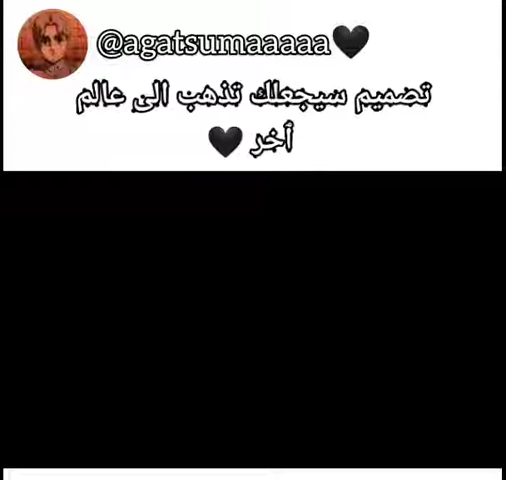 @agatsumaaaaa🖤
تصميم سيجعلك تذهب الى عالم
أخر 🖤